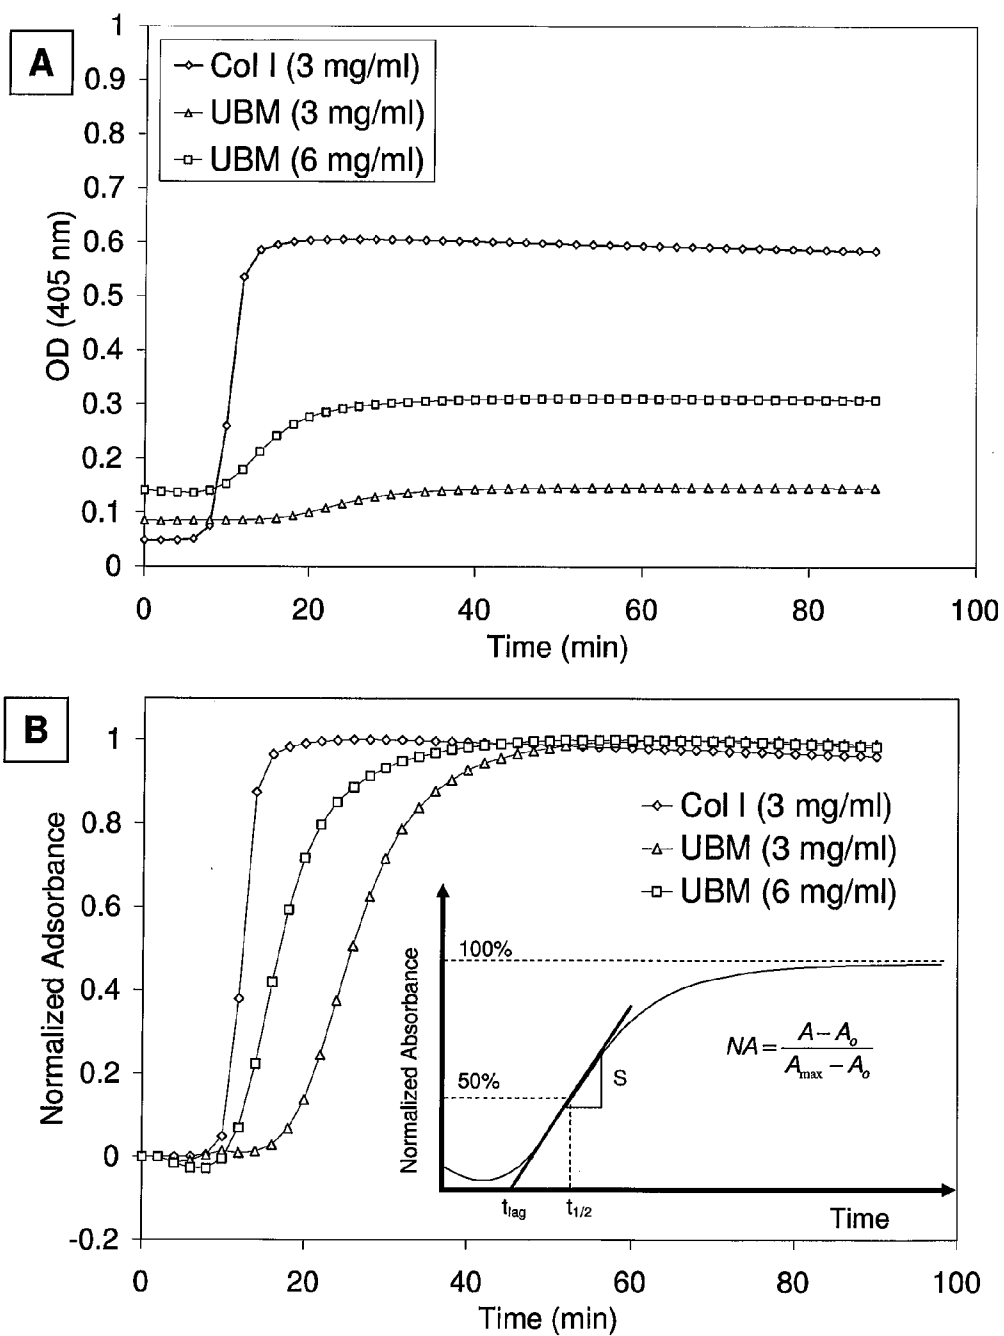 A
1
0.9
0.8
0.7
0.6
0.5
0.4
0.3
0.2
0.1
0
OD (405 nm)
Col I (3 mg/ml)
UBM (3 mg/ml)
UBM (6 mg/ml)
0 20 40 60 80 100
Time (min)
B
1
0.8
0.6
0.4
0.2
0
-0.2
Normalized Adsorbance
Col I (3 mg/ml)
UBM (3 mg/ml)
UBM (6 mg/ml)
Normalized Absorbance
100%
50%
S
NA = (A - Ao) / (Amax - Ao)
tlag t1/2
Time
0 20 40 60 80 100
Time (min)